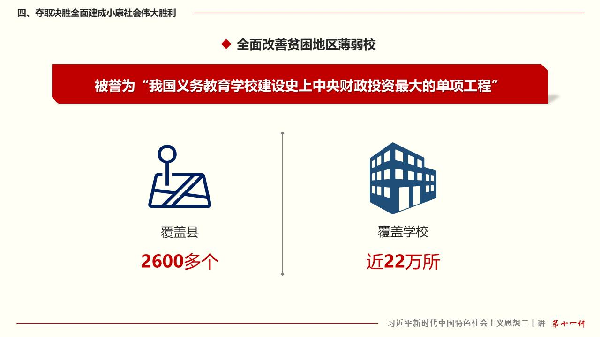 四、夺取决胜全面建成小康社会伟大胜利
◆ 全面改善贫困地区薄弱校
被誉为“我国义务教育学校建设史上中央财政投资最大的单项工程”
覆盖县
2600多个
覆盖学校
近22万所
习近平新时代中国特色社会主义思想三十讲 第十一讲